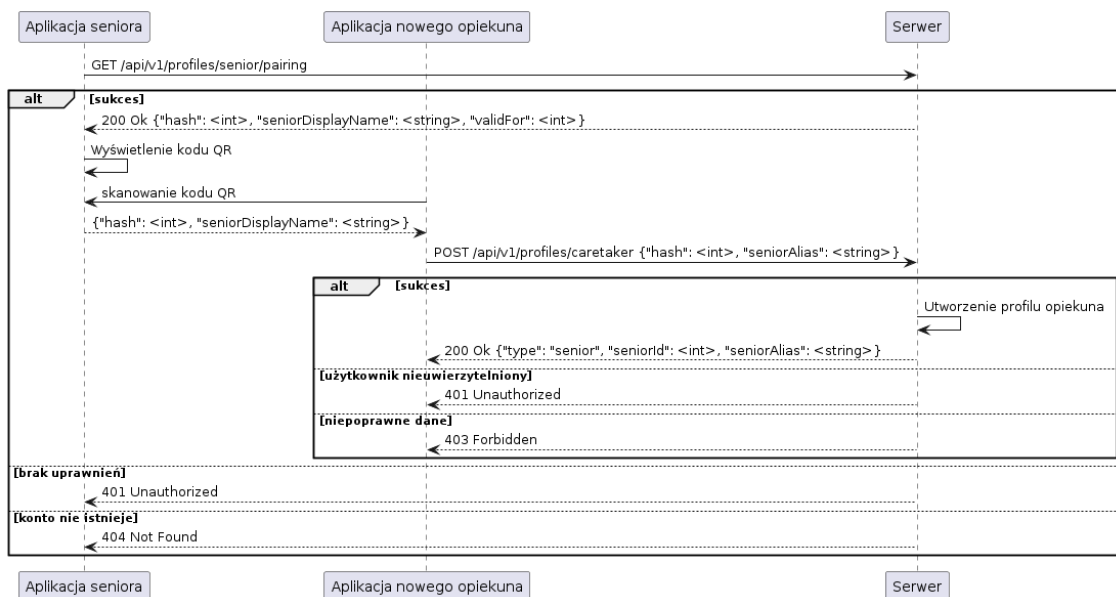 Aplikacja seniora
Aplikacja nowego opiekuna
Serwer
GET /api/v1/profiles/senior/pairing
alt
[sukces]
200 Ok {"hash": <int>, "seniorDisplayName": <string>, "validFor": <int>}
Wyświetlenie kodu QR
skanowanie kodu QR
{"hash": <int>, "seniorDisplayName": <string>}
POST /api/v1/profiles/caretaker {"hash": <int>, "seniorAlias": <string>}
alt
[sukces]
Utworzenie profilu opiekuna
200 Ok {"type": "senior", "seniorId": <int>, "seniorAlias": <string>}
[użytkownik nieuwierzytelniony]
401 Unauthorized
[niepoprawne dane]
403 Forbidden
[brak uprawnień]
401 Unauthorized
[konto nie istnieje]
404 Not Found
Aplikacja seniora
Aplikacja nowego opiekuna
Serwer